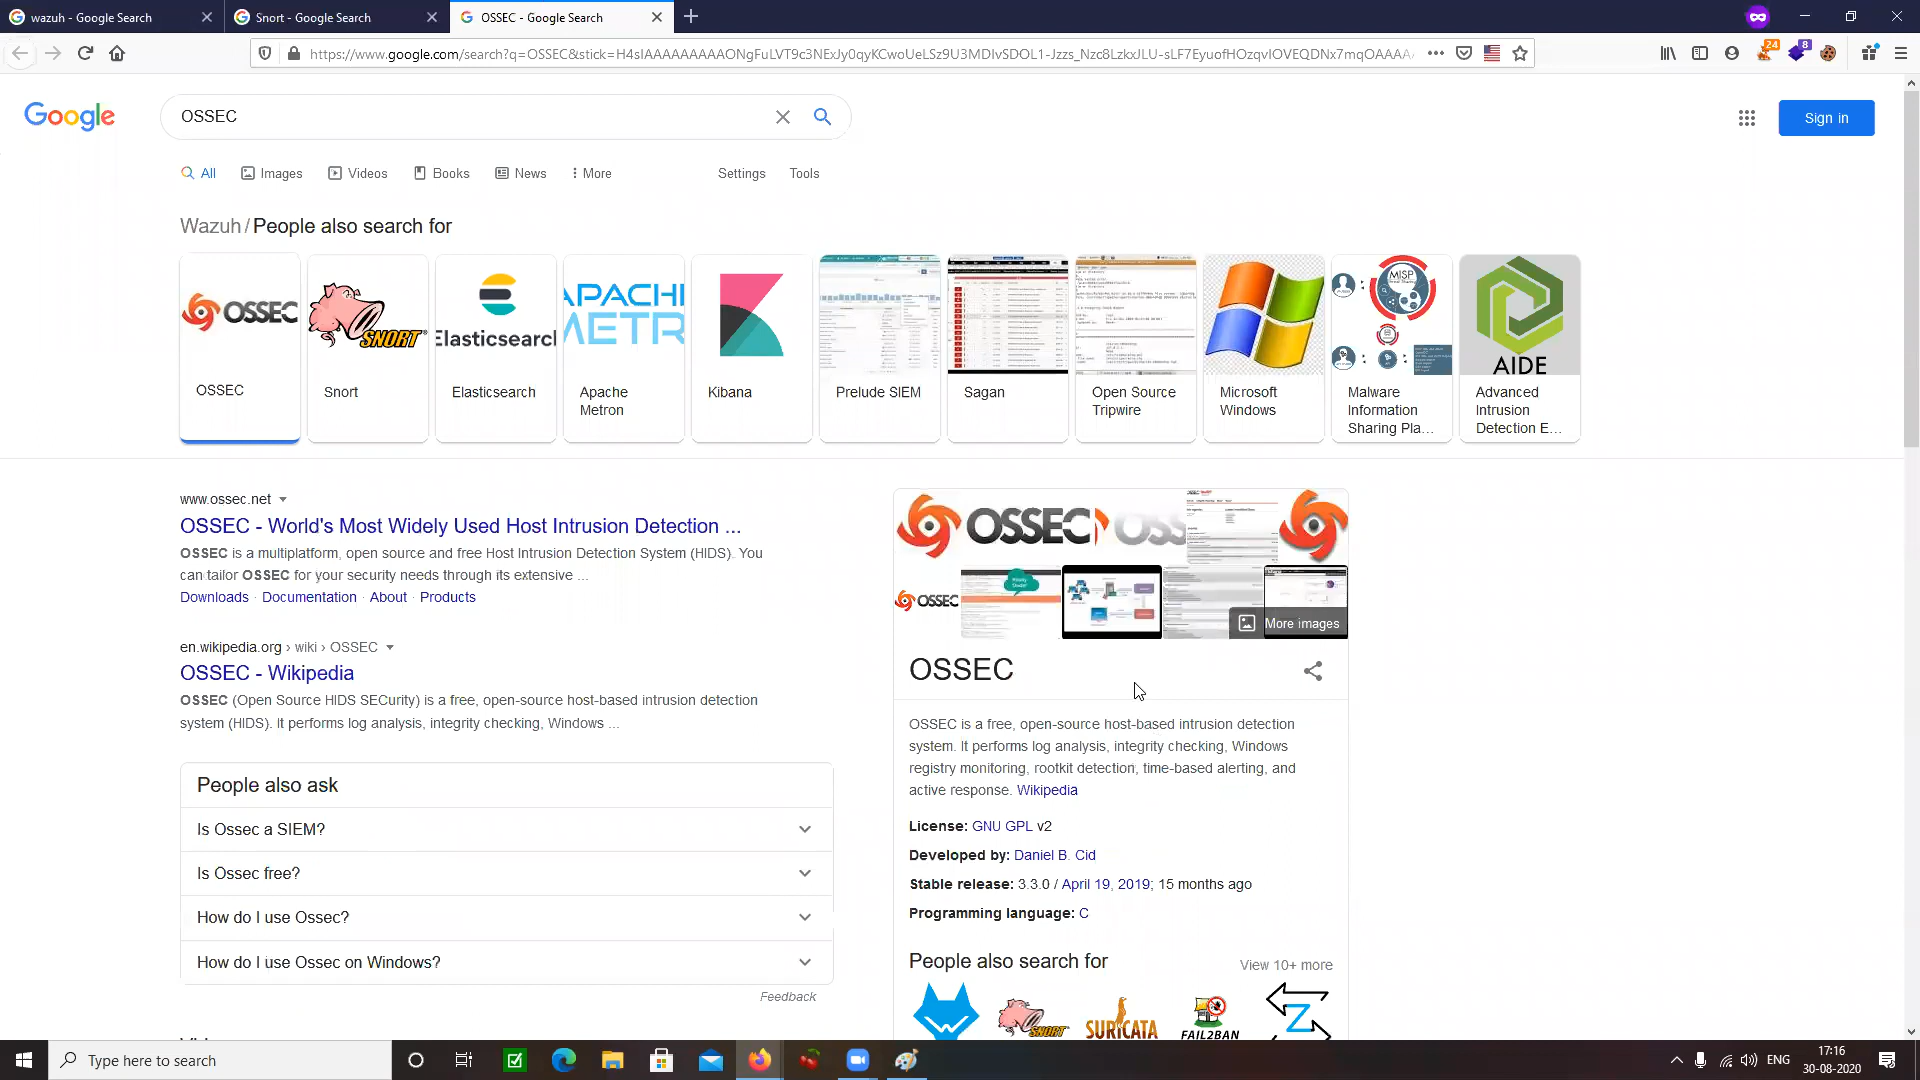 wazuh - Google Search
Snort - Google Search
OSSEC - Google Search
https://www.google.com/search?q=OSSEC&stick=
24
8
Google
OSSEC
Sign in
All
Images
Videos
Books
News
More
Settings
Tools
Wazuh / People also search for
OSSEC
SNORT
Elasticsearch
APACHE
METR
MISP
AIDE
OSSEC
Snort
Elasticsearch
Apache
Metron
Kibana
Prelude SIEM
Sagan
Open Source
Tripwire
Microsoft
Windows
Malware
Information
Sharing Pla...
Advanced
Intrusion
Detection E...
www.ossec.net
OSSEC - World's Most Widely Used Host Intrusion Detection ...
OSSEC is a multiplatform, open source and free Host Intrusion Detection System (HIDS). You
can tailor OSSEC for your security needs through its extensive ...
Downloads · Documentation · About · Products
en.wikipedia.org › wiki › OSSEC
OSSEC - Wikipedia
OSSEC (Open Source HIDS SECurity) is a free, open-source host-based intrusion detection
system (HIDS). It performs log analysis, integrity checking, Windows ...
People also ask
Is Ossec a SIEM?
Is Ossec free?
How do I use Ossec?
How do I use Ossec on Windows?
Feedback
OSSEC
OSSEC
More images
OSSEC
OSSEC is a free, open-source host-based intrusion detection
system. It performs log analysis, integrity checking, Windows
registry monitoring, rootkit detection, time-based alerting, and
active response. Wikipedia
License: GNU GPL v2
Developed by: Daniel B. Cid
Stable release: 3.3.0 / April 19, 2019; 15 months ago
Programming language: C
People also search for
View 10+ more
SNORT
SURICATA
FAIL2BAN
Type here to search
ENG
17:16
30-08-2020